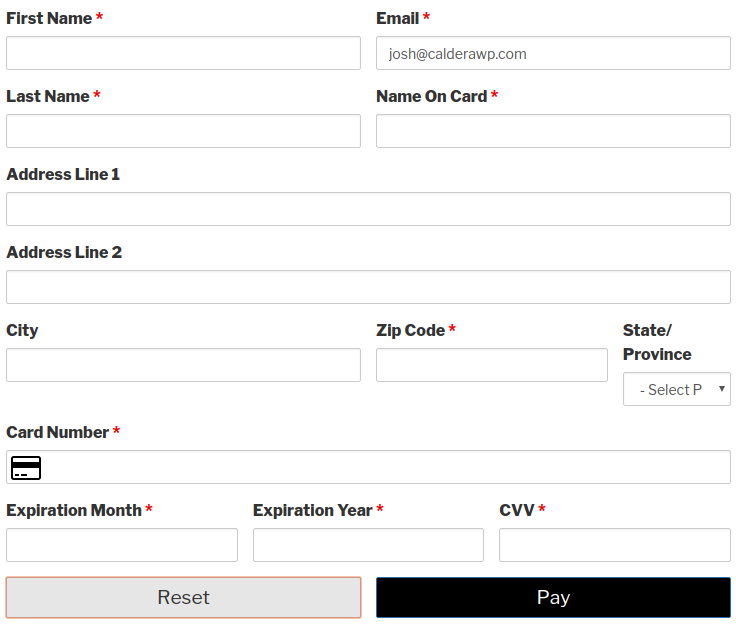 First Name *
Email *
josh@calderawp.com
Last Name *
Name On Card *
Address Line 1
Address Line 2
City
Zip Code *
State/
Province
- Select P
Card Number *
Expiration Month *
Expiration Year *
CVV *
Reset
Pay